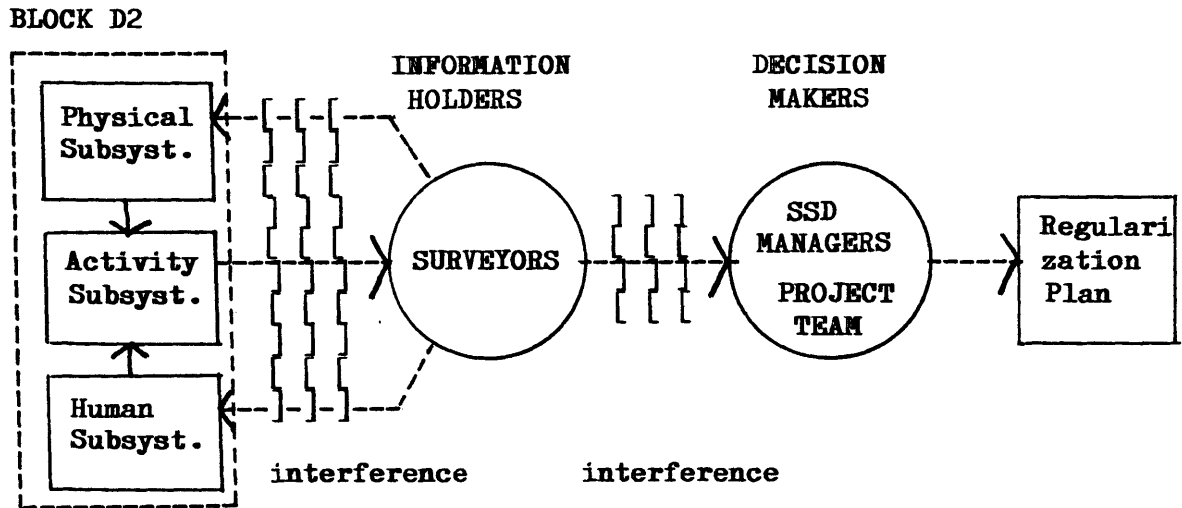 BLOCK D2
Physical
Subsyst.
Activity
Subsyst.
Human
Subsyst.
INFORMATION
HOLDERS
SURVEYORS
interference
DECISION
MAKERS
SSD
MANAGERS
PROJECT
TEAM
interference
Regulari
zation
Plan